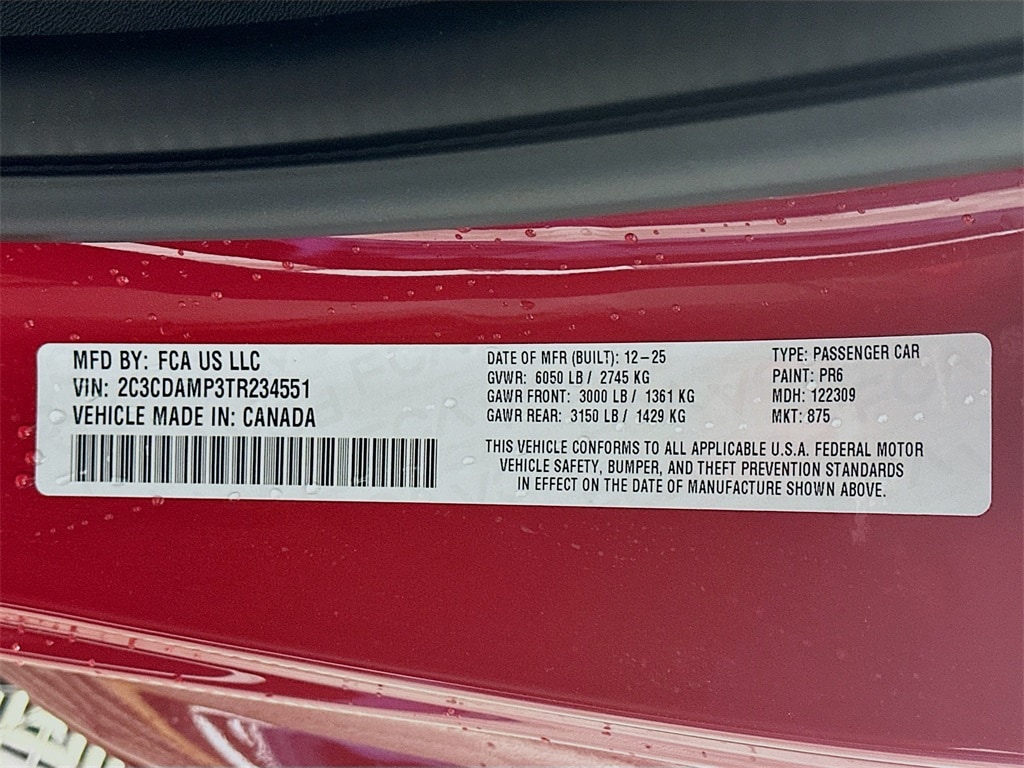 MFD BY: FCA US LLC
VIN: 2C3CDAMP3TR234551
VEHICLE MADE IN: CANADA
DATE OF MFR (BUILT): 12-25
GVWR: 6050 LB / 2745 KG
GAWR FRONT: 3000 LB / 1361 KG
GAWR REAR: 3150 LB / 1429 KG
TYPE: PASSENGER CAR
PAINT: PR6
MDH: 122309
MKT: 875
THIS VEHICLE CONFORMS TO ALL APPLICABLE U.S.A. FEDERAL MOTOR
VEHICLE SAFETY, BUMPER, AND THEFT PREVENTION STANDARDS
IN EFFECT ON THE DATE OF MANUFACTURE SHOWN ABOVE.